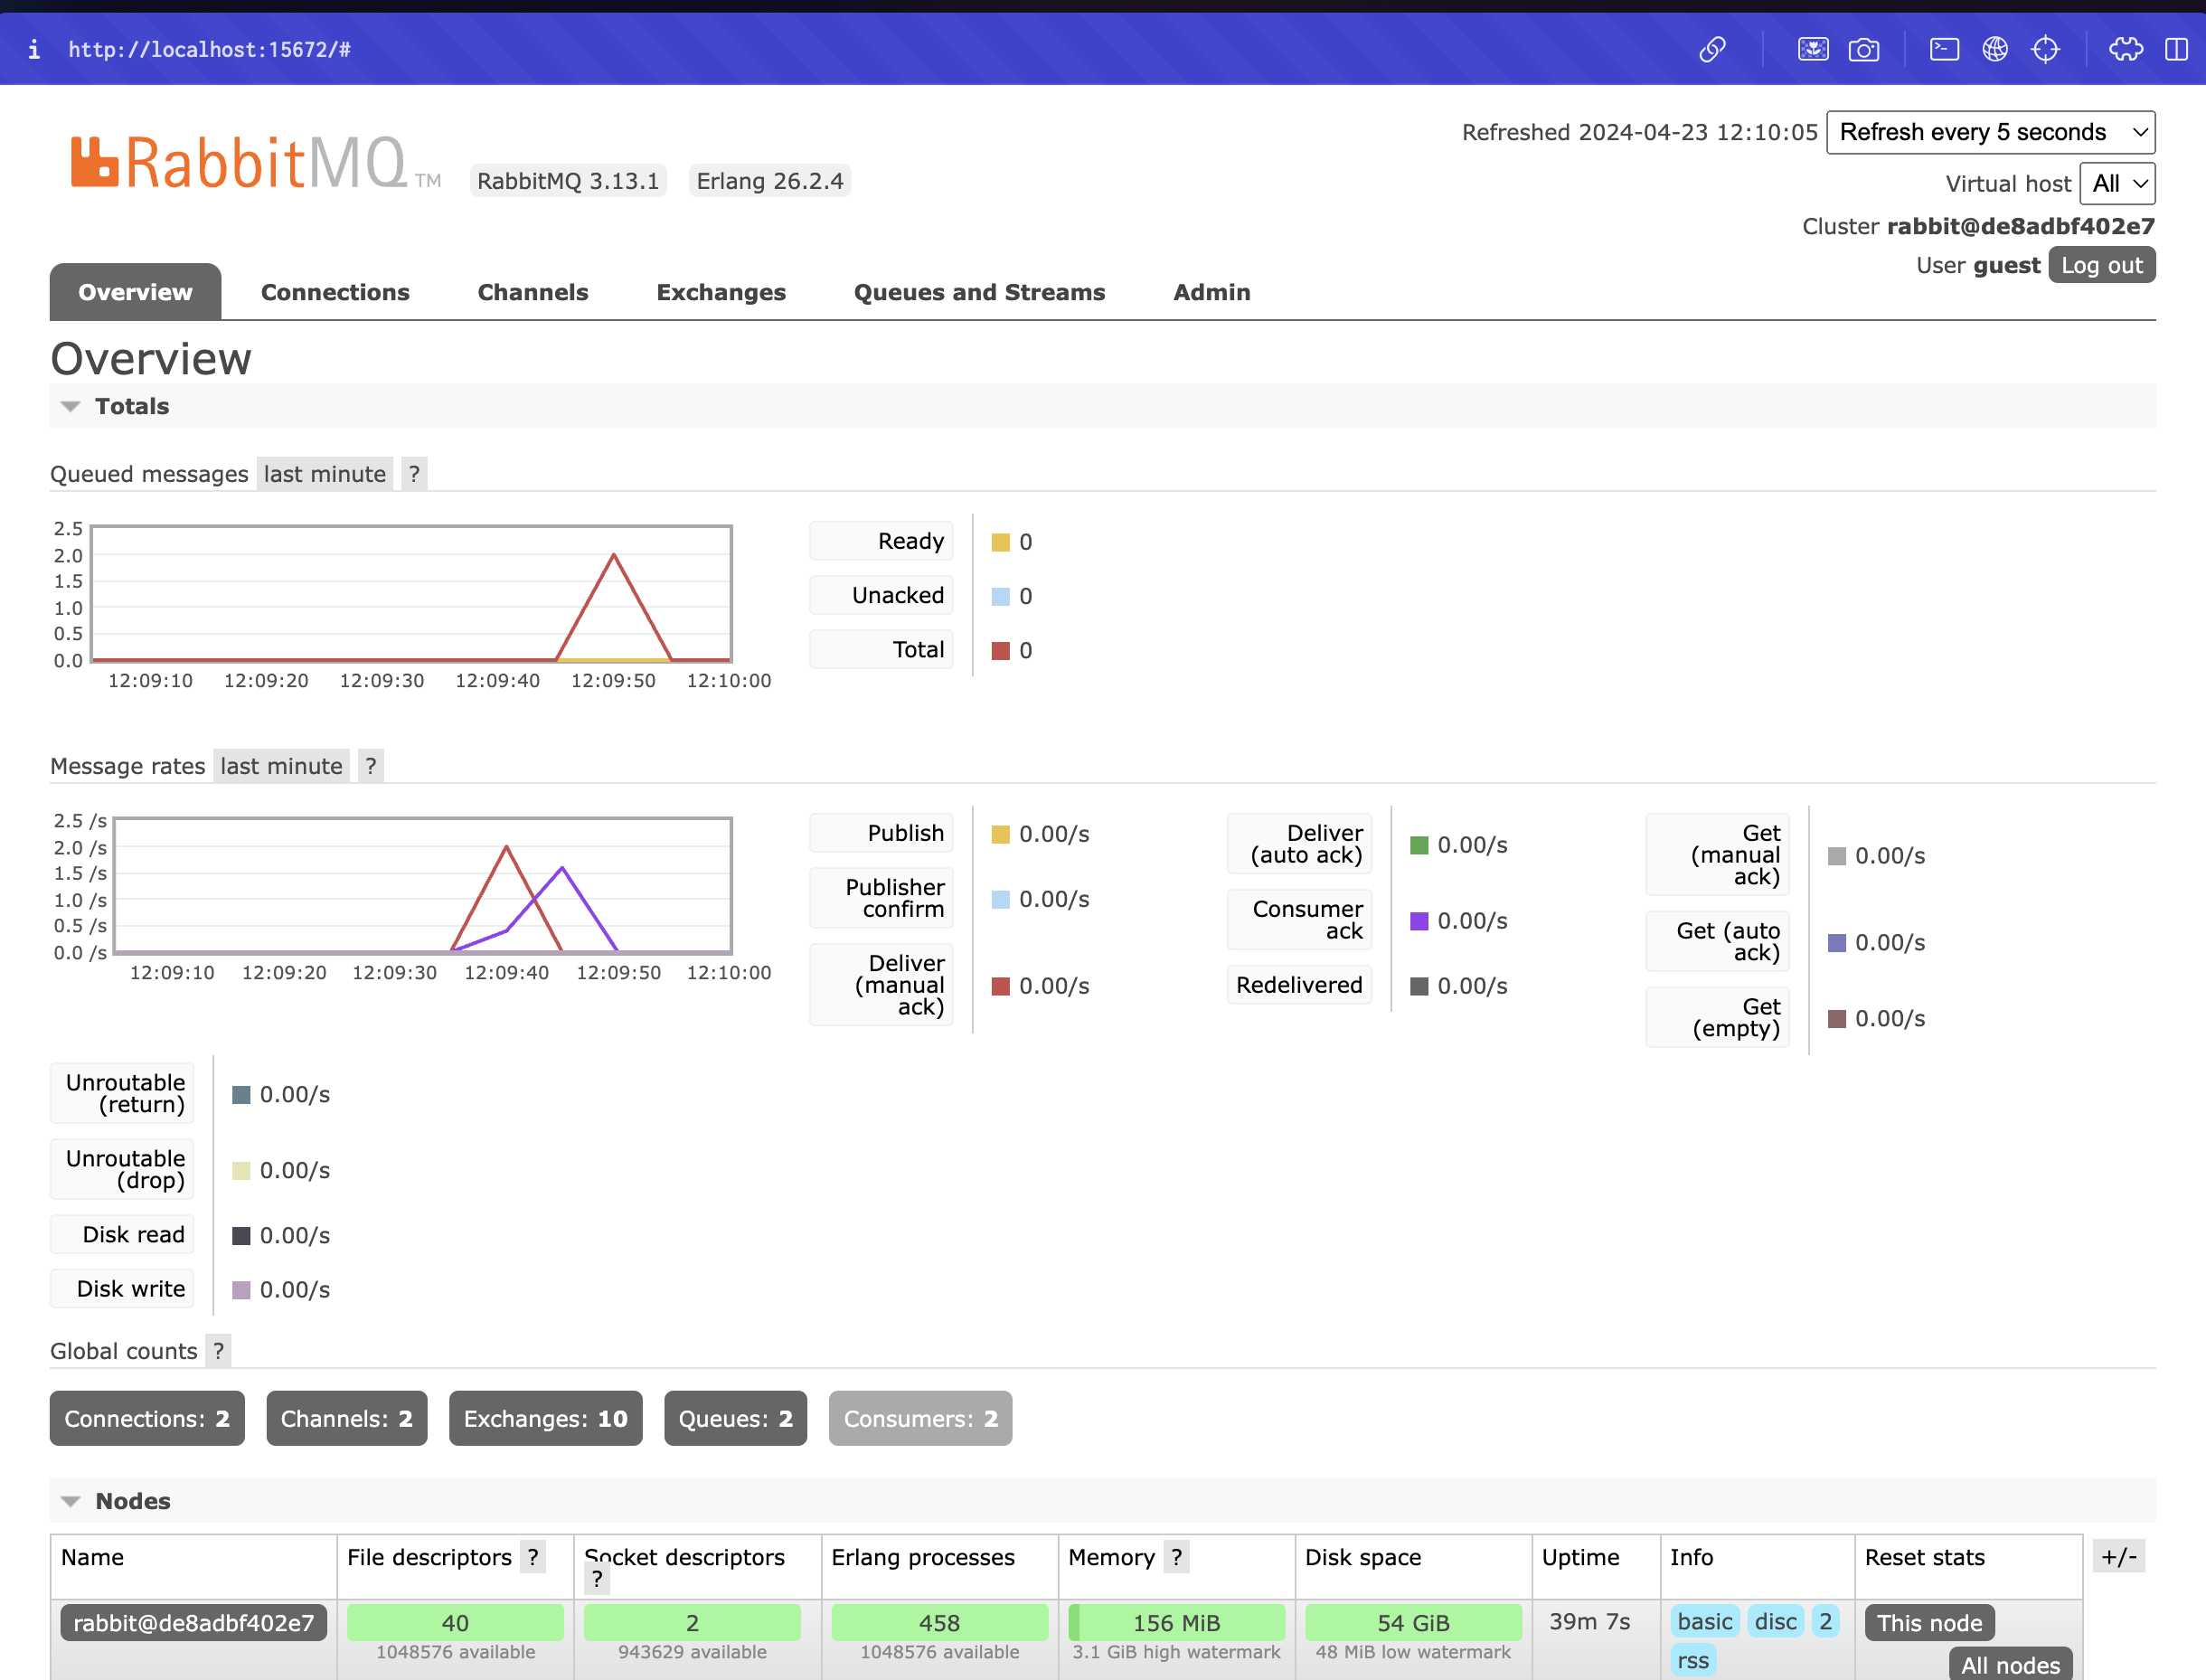 http://localhost:15672/#
Refreshed 2024-04-23 12:10:05 Refresh every 5 seconds
RabbitMQ TM RabbitMQ 3.13.1 Erlang 26.2.4
Virtual host All
Cluster rabbit@de8adbf402e7
User guest Log out
Overview Connections Channels Exchanges Queues and Streams Admin
Overview
Totals
Queued messages last minute ?
2.5
2.0
1.5
1.0
0.5
0.0
12:09:10 12:09:20 12:09:30 12:09:40 12:09:50 12:10:00
Ready 0
Unacked 0
Total 0
Message rates last minute ?
2.5 /s
2.0 /s
1.5 /s
1.0 /s
0.5 /s
0.0 /s
12:09:10 12:09:20 12:09:30 12:09:40 12:09:50 12:10:00
Publish 0.00/s
Publisher
confirm 0.00/s
Deliver
(manual
ack) 0.00/s
Deliver
(auto ack) 0.00/s
Consumer
ack 0.00/s
Redelivered 0.00/s
Get
(manual
ack) 0.00/s
Get (auto
ack) 0.00/s
Get
(empty) 0.00/s
Unroutable
(return) 0.00/s
Unroutable
(drop) 0.00/s
Disk read 0.00/s
Disk write 0.00/s
Global counts ?
Connections: 2 Channels: 2 Exchanges: 10 Queues: 2 Consumers: 2
Nodes
Name File descriptors ? Socket descriptors ? Erlang processes Memory ? Disk space Uptime Info Reset stats +/-
rabbit@de8adbf402e7 40 2 458 156 MiB 54 GiB 39m 7s basic disc 2 This node
1048576 available 943629 available 1048576 available 3.1 GiB high watermark 48 MiB low watermark rss All nodes